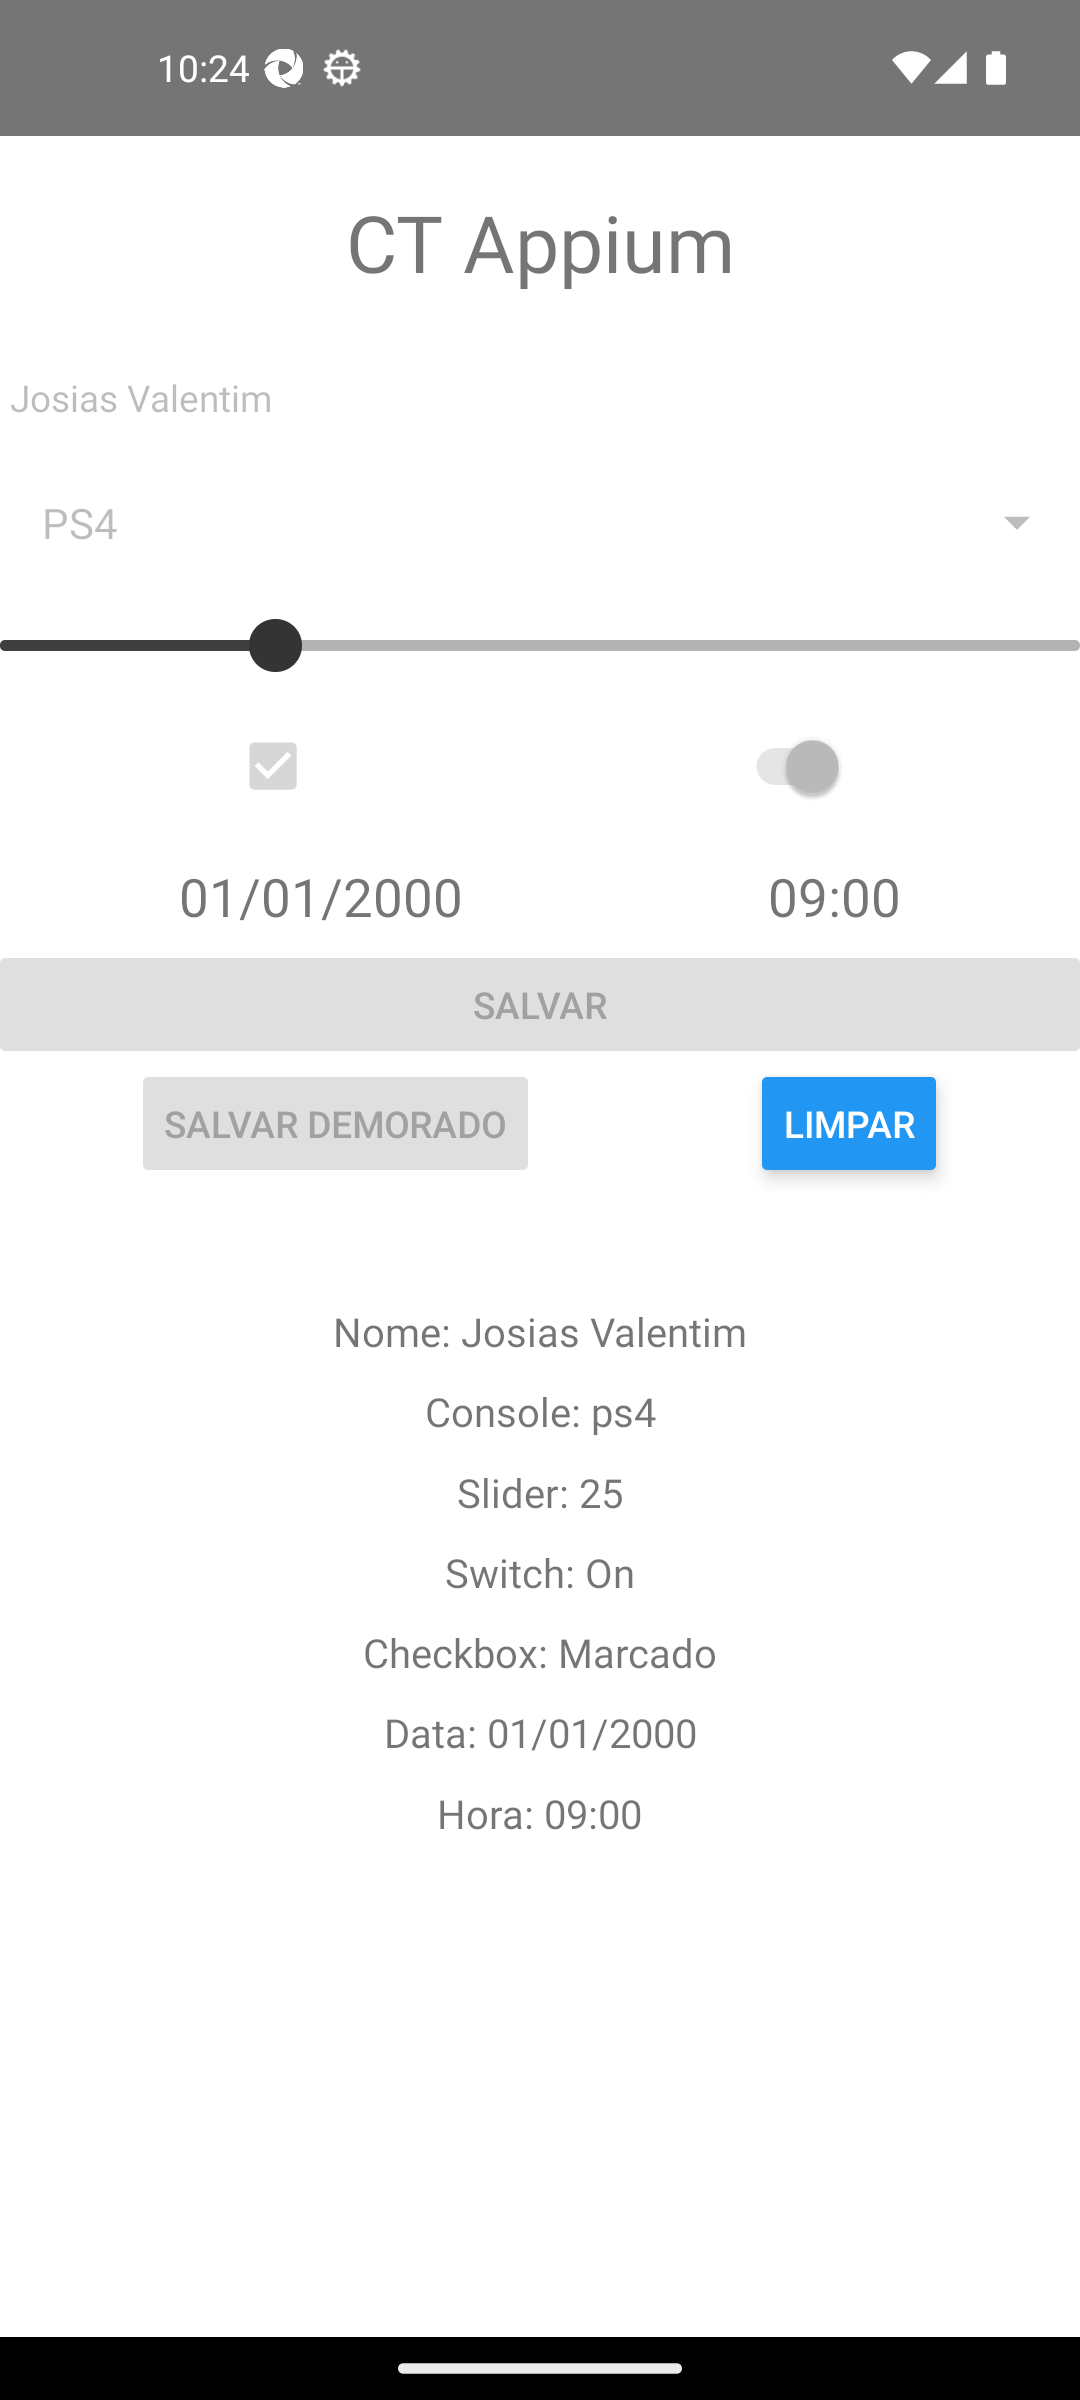 10:24
CT Appium
Josias Valentim
PS4
01/01/2000 09:00
SALVAR
SALVAR DEMORADO LIMPAR
Nome: Josias Valentim
Console: ps4
Slider: 25
Switch: On
Checkbox: Marcado
Data: 01/01/2000
Hora: 09:00